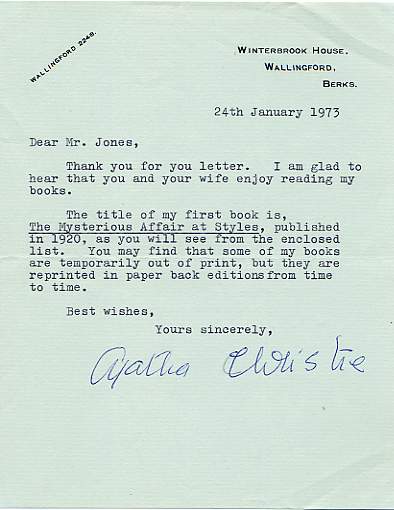 WALLINGFORD 2248.
WINTERBROOK HOUSE.
WALLINGFORD,
BERKS.
24th January 1973
Dear Mr. Jones,
Thank you for you letter. I am glad to
hear that you and your wife enjoy reading my
books.
The title of my first book is,
The Mysterious Affair at Styles, published
in 1920, as you will see from the enclosed
list. You may find that some of my books
are temporarily out of print, but they are
reprinted in paper back editions from time
to time.
Best wishes,
Yours sincerely,
Agatha Christie